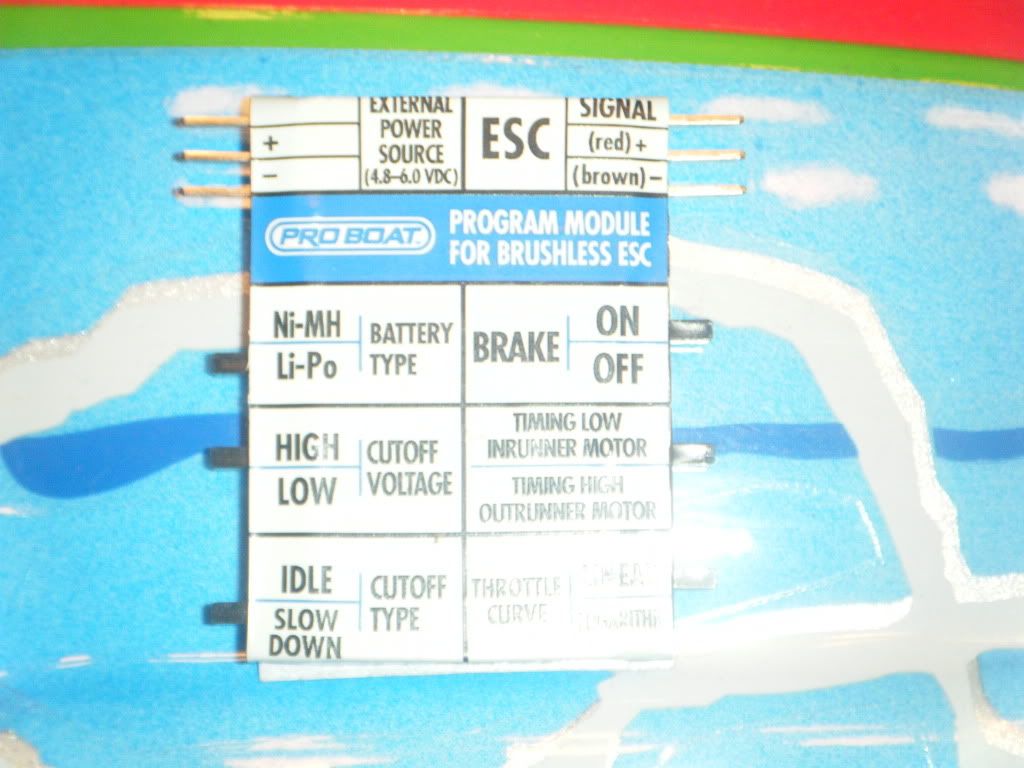 EXTERNAL
POWER
SOURCE
(4.8–6.0 VDC)
+
–
ESC
SIGNAL
(red) +
(brown) –
PRO BOAT.
PROGRAM MODULE
FOR BRUSHLESS ESC
Ni-MH
Li-Po
BATTERY
TYPE
BRAKE
ON
OFF
HIGH
LOW
CUTOFF
VOLTAGE
TIMING LOW
INRUNNER MOTOR
TIMING HIGH
OUTRUNNER MOTOR
IDLE
SLOW
DOWN
CUTOFF
TYPE
THROTTLE
CURVE